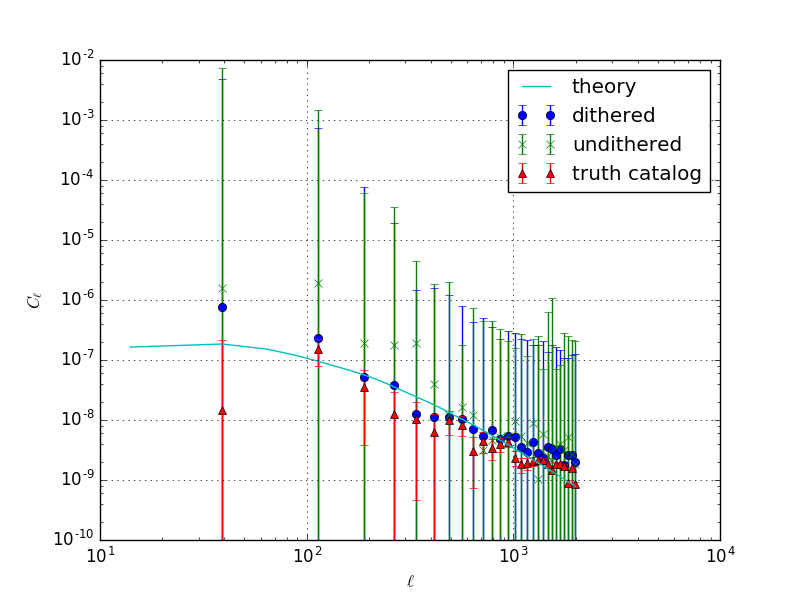 10^-2
10^-3
10^-4
10^-5
10^-6
10^-7
10^-8
10^-9
10^-10
C_ℓ
theory
dithered
undithered
truth catalog
10^1 10^2 10^3 10^4
ℓ